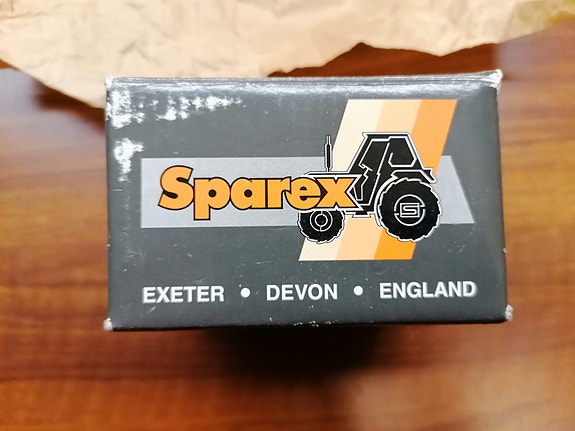 Sparex
EXETER • DEVON • ENGLAND